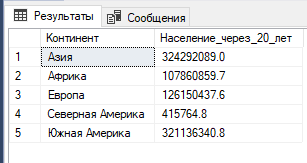 Результаты Сообщения
Континент Население_через_20_лет
1 Азия 324292089.0
2 Африка 107860859.7
3 Европа 126150437.6
4 Северная Америка 415764.8
5 Южная Америка 321136340.8